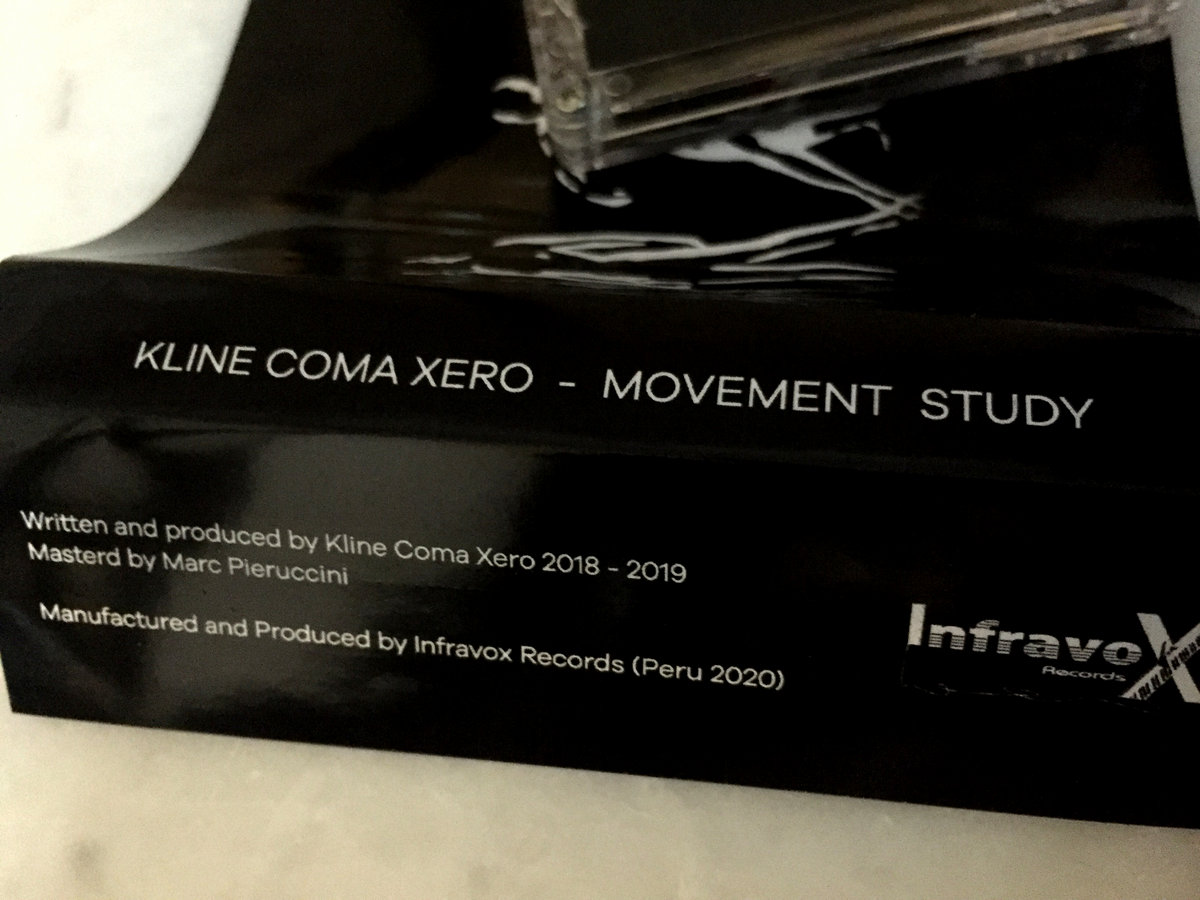 KLINE COMA XERO - MOVEMENT STUDY
Written and produced by Kline Coma Xero 2018 - 2019
Masterd by Marc Pieruccini
Manufactured and Produced by Infravox Records (Peru 2020)
InfravoX
Records